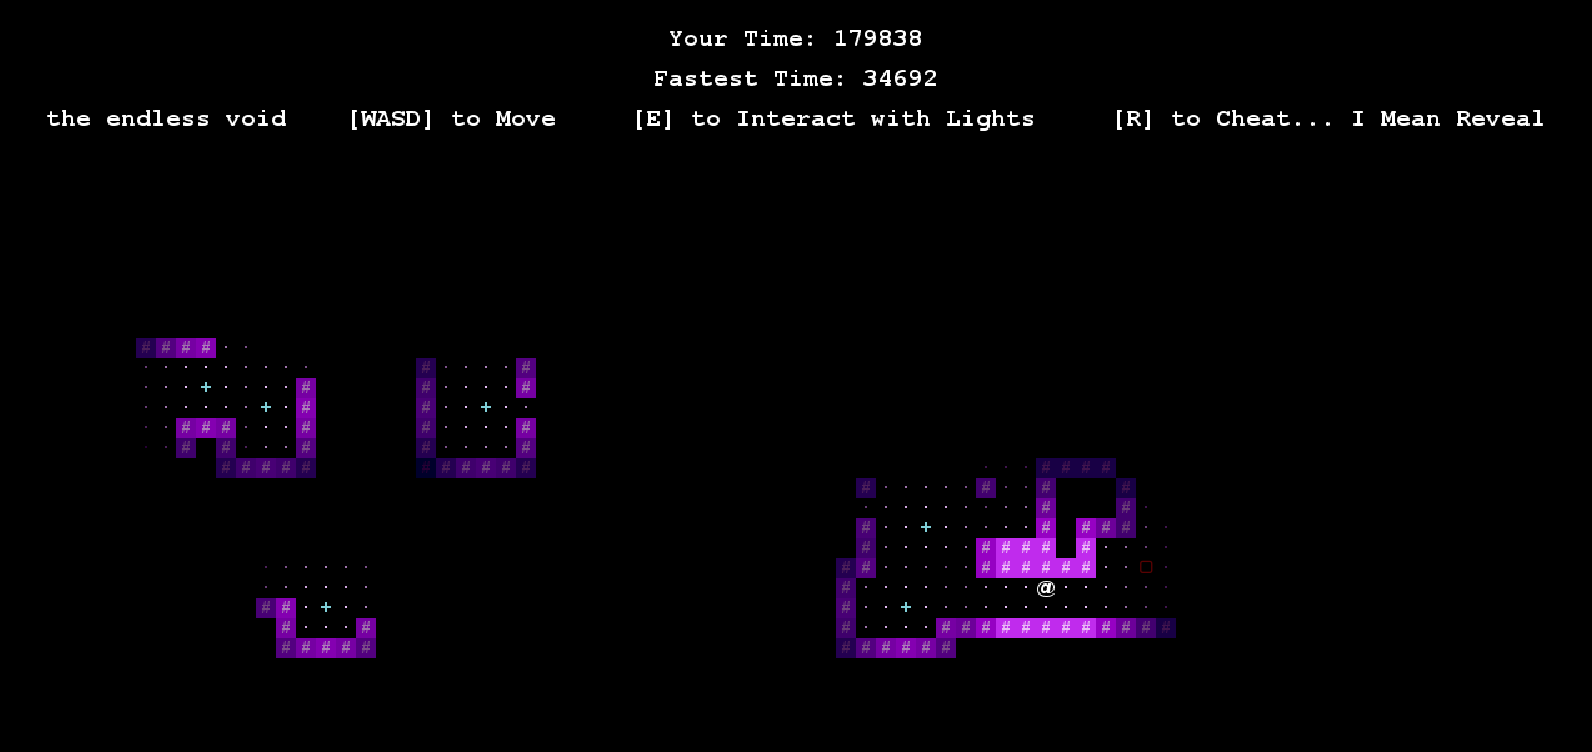 Your Time: 179838
Fastest Time: 34692
the endless void    [WASD] to Move    [E] to Interact with Lights    [R] to Cheat... I Mean Reveal